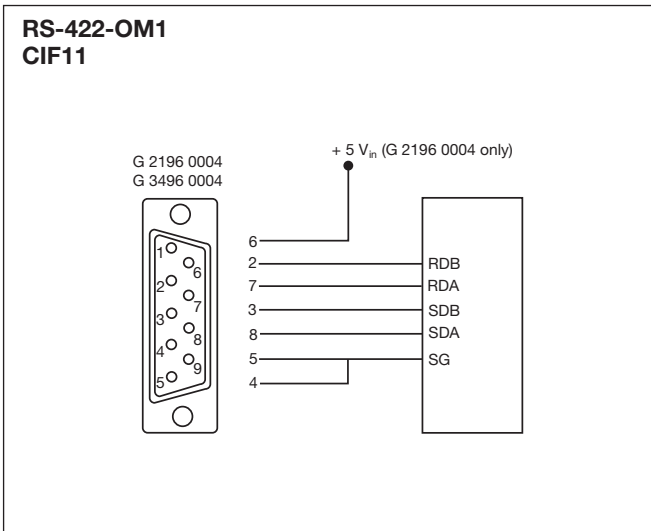 RS-422-OM1
CIF11
G 2196 0004
G 3496 0004
+ 5 Vin (G 2196 0004 only)
1
6
2
7
3
8
4
9
5
6
2 RDB
7 RDA
3 SDB
8 SDA
5 SG
4